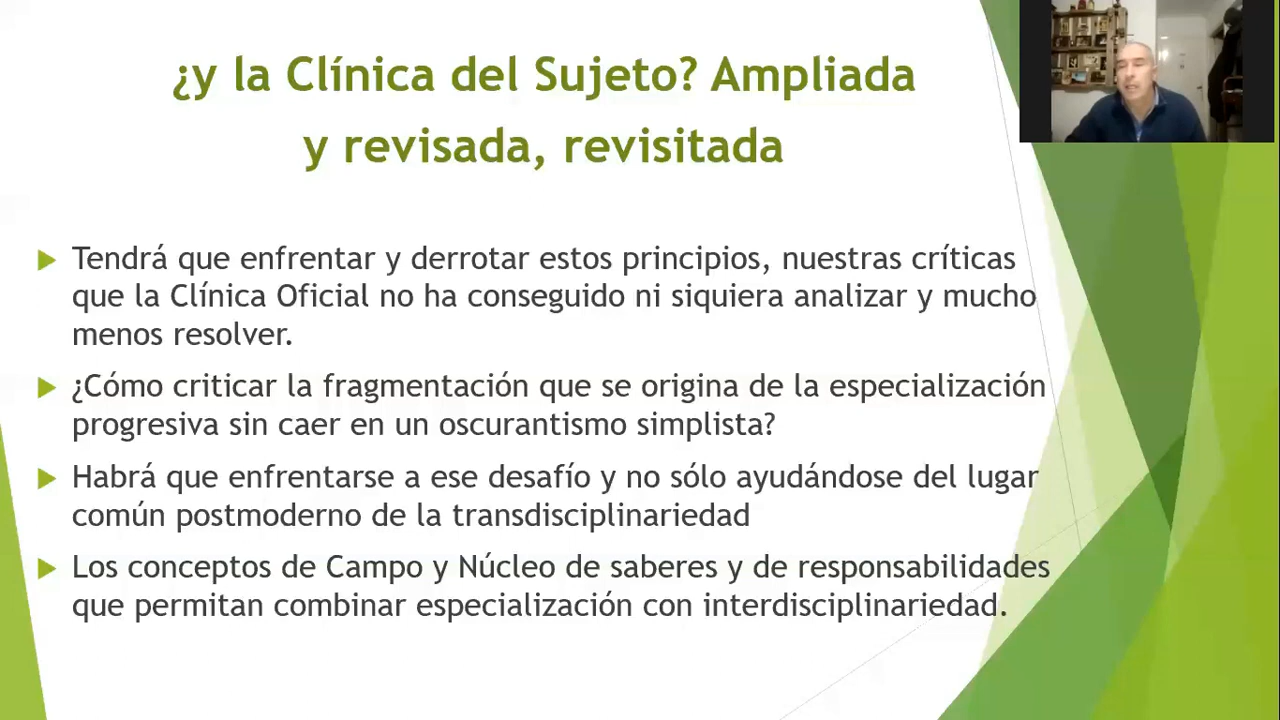 ¿y la Clínica del Sujeto? Ampliada
y revisada, revisitada
Tendrá que enfrentar y derrotar estos principios, nuestras críticas
que la Clínica Oficial no ha conseguido ni siquiera analizar y mucho
menos resolver.
¿Cómo criticar la fragmentación que se origina de la especialización
progresiva sin caer en un oscurantismo simplista?
Habrá que enfrentarse a ese desafío y no sólo ayudándose del lugar
común postmoderno de la transdisciplinariedad
Los conceptos de Campo y Núcleo de saberes y de responsabilidades
que permitan combinar especialización con interdisciplinariedad.